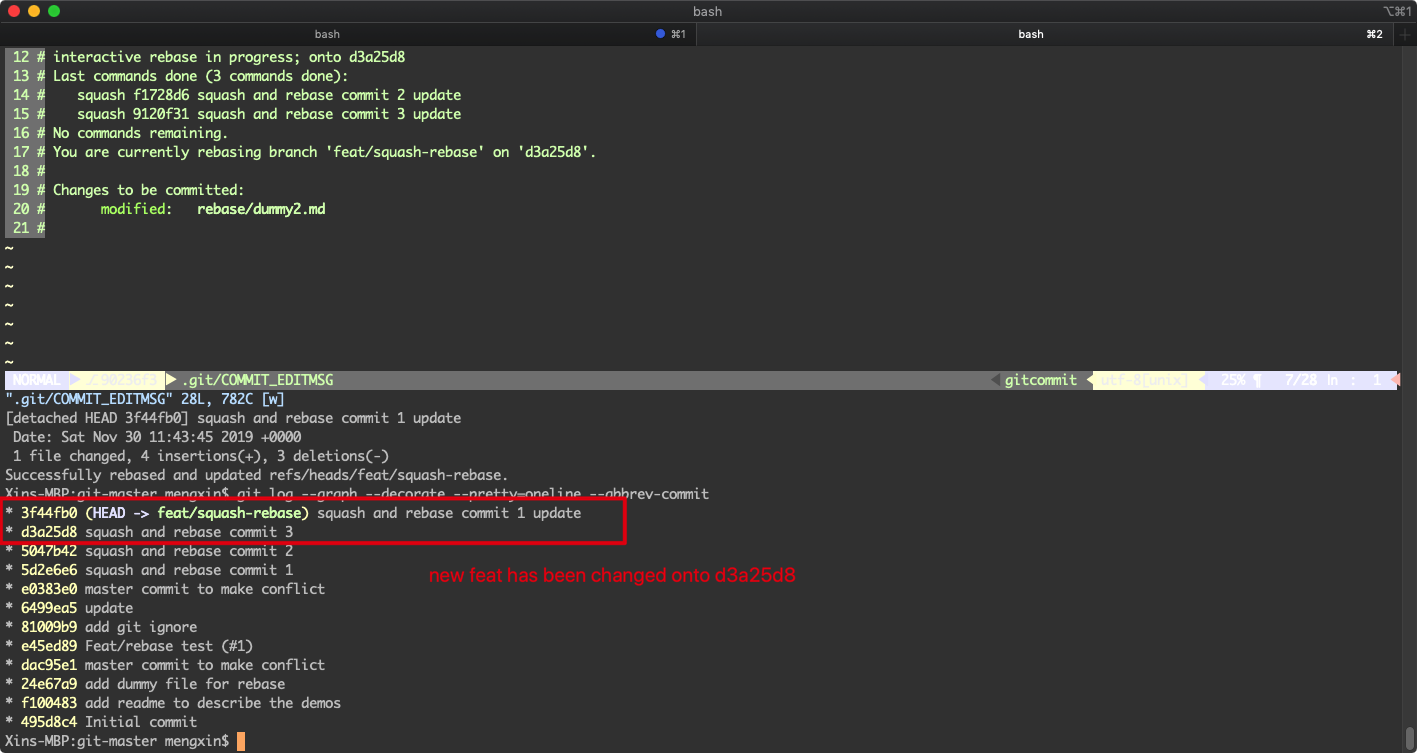 bash
⌥⌘1
bash
⌘1
bash
⌘2
12 # interactive rebase in progress; onto d3a25d8
13 # Last commands done (3 commands done):
14 #    squash f1728d6 squash and rebase commit 2 update
15 #    squash 9120f31 squash and rebase commit 3 update
16 # No commands remaining.
17 # You are currently rebasing branch 'feat/squash-rebase' on 'd3a25d8'.
18 #
19 # Changes to be committed:
20 #       modified:   rebase/dummy2.md
21 #
~
~
~
~
~
~
~
NORMAL 90236f3 .git/COMMIT_EDITMSG gitcommit utf-8[unix] 25% ¶ 7/28 ln : 1
".git/COMMIT_EDITMSG" 28L, 782C [w]
[detached HEAD 3f44fb0] squash and rebase commit 1 update
 Date: Sat Nov 30 11:43:45 2019 +0000
 1 file changed, 4 insertions(+), 3 deletions(-)
Successfully rebased and updated refs/heads/feat/squash-rebase.
Xins-MBP:git-master mengxin$ git log --graph --decorate --pretty=oneline --abbrev-commit
* 3f44fb0 (HEAD -> feat/squash-rebase) squash and rebase commit 1 update
* d3a25d8 squash and rebase commit 3
* 5047b42 squash and rebase commit 2
* 5d2e6e6 squash and rebase commit 1
new feat has been changed onto d3a25d8
* e0383e0 master commit to make conflict
* 6499ea5 update
* 81009b9 add git ignore
* e45ed89 Feat/rebase test (#1)
* dac95e1 master commit to make conflict
* 24e67a9 add dummy file for rebase
* f100483 add readme to describe the demos
* 495d8c4 Initial commit
Xins-MBP:git-master mengxin$